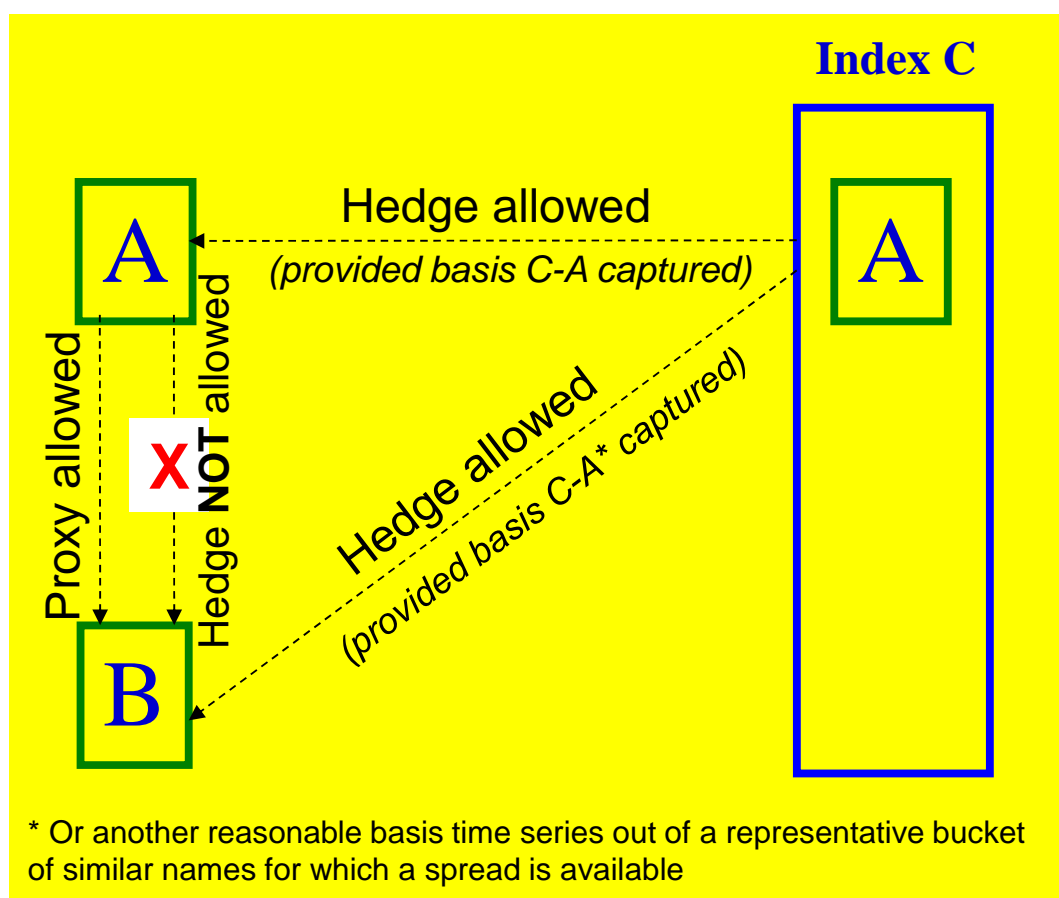 Index C
A
Hedge allowed
(provided basis C-A captured)
A
Proxy allowed
X
Hedge NOT allowed
Hedge allowed
(provided basis C-A* captured)
B
* Or another reasonable basis time series out of a representative bucket
of similar names for which a spread is available